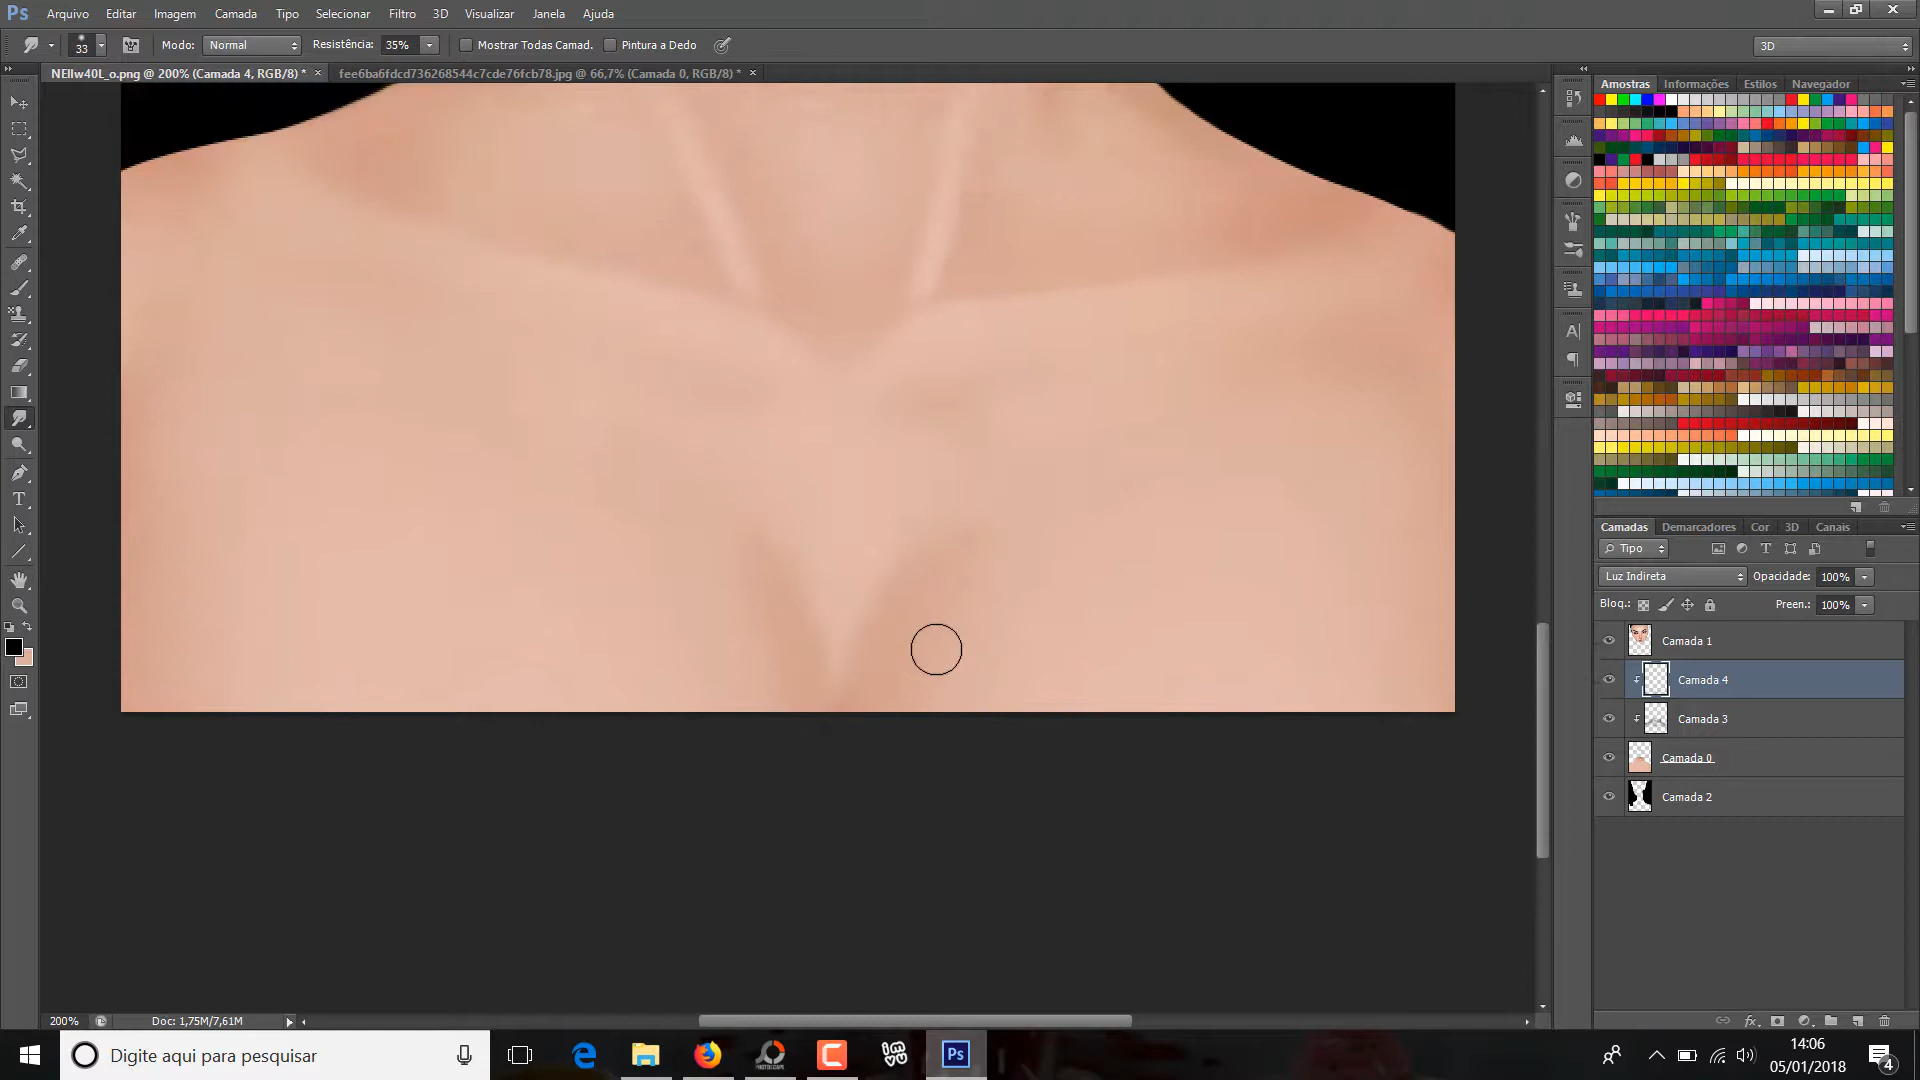 Ps Arquivo Editar Imagem Camada Tipo Selecionar Filtro 3D Visualizar Janela Ajuda
33 Modo: Normal Resistência: 35% Mostrar Todas Camad. Pintura a Dedo 3D
NEIIw40L_o.png @ 200% (Camada 4, RGB/8) * × fee6ba6fdcd736268544c7cde76fcb78.jpg @ 66,7% (Camada 0, RGB/8) * ×
Amostras Informações Estilos Navegador
Camadas Demarcadores Cor 3D Canais
Tipo
Luz Indireta Opacidade: 100%
Bloq.: Preen.: 100%
Camada 1
Camada 4
Camada 3
Camada 0
Camada 2
200% Doc: 1,75M/7,61M
Digite aqui para pesquisar
Ps
14:06
05/01/2018
4